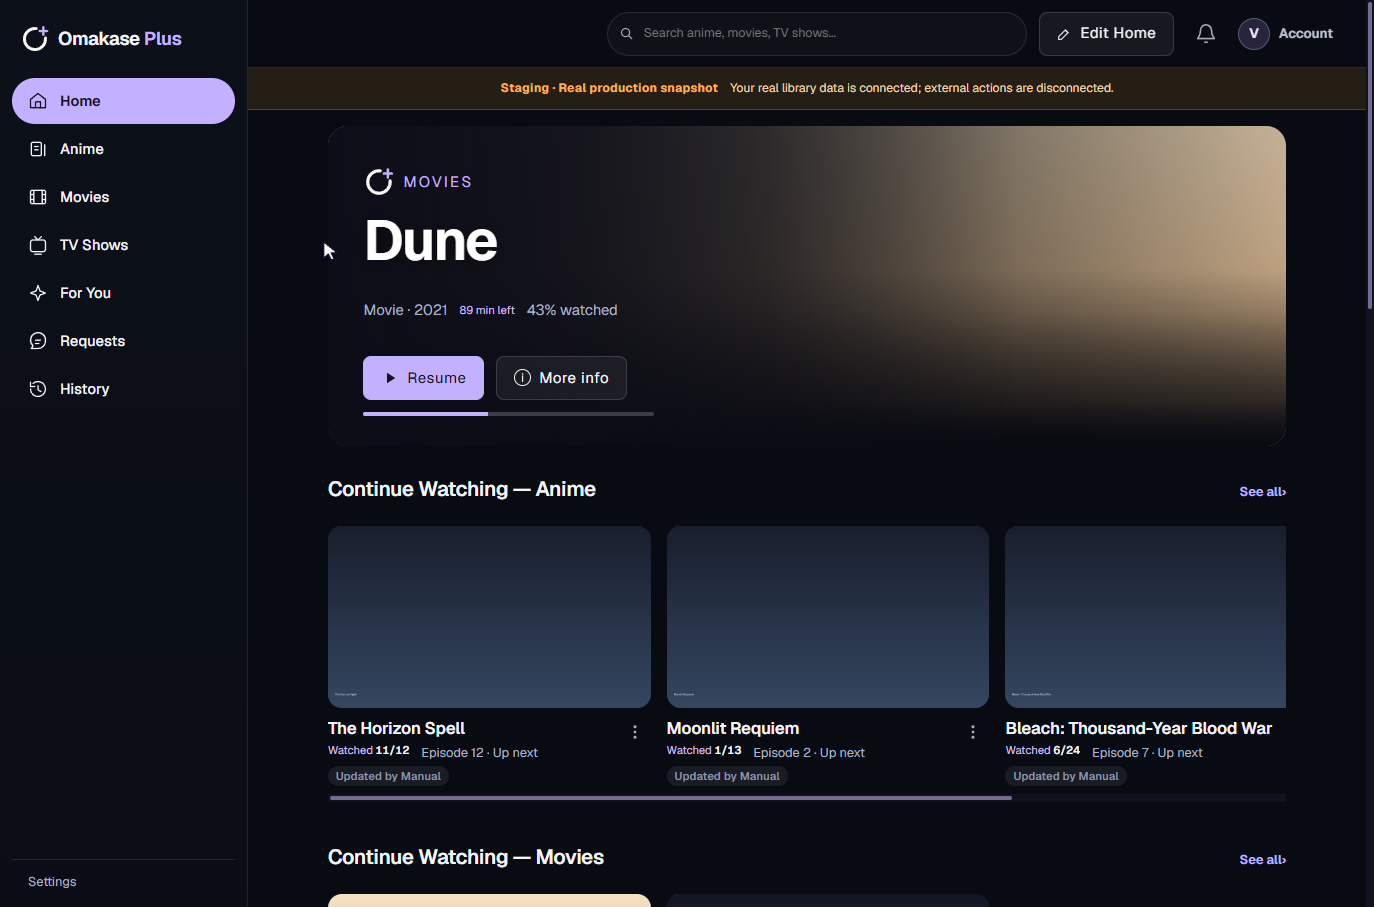 Omakase Plus
Search anime, movies, TV shows...
Edit Home
V
Account
Home
Anime
Movies
TV Shows
For You
Requests
History
Settings
Staging · Real production snapshot Your real library data is connected; external actions are disconnected.
MOVIES
Dune
Movie · 2021 89 min left 43% watched
Resume
More info
Continue Watching — Anime
See all›
The Horizon Spell
Watched 11/12 Episode 12 · Up next
Updated by Manual
Moonlit Requiem
Watched 1/13 Episode 2 · Up next
Updated by Manual
Bleach: Thousand-Year Blood War
Watched 6/24 Episode 7 · Up next
Updated by Manual
Continue Watching — Movies
See all›